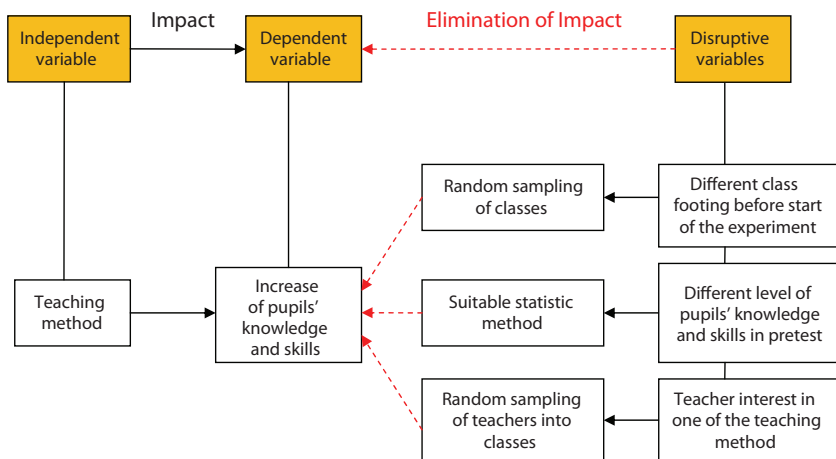 Impact
Elimination of Impact
Independent
variable
Dependent
variable
Disruptive
variables
Random sampling
of classes
Different class
footing before start
of the experiment
Teaching
method
Increase
of pupils’
knowledge
and skills
Suitable statistic
method
Different level of
pupils’ knowledge
and skills in pretest
Random sampling
of teachers into
classes
Teacher interest in
one of the teaching
method